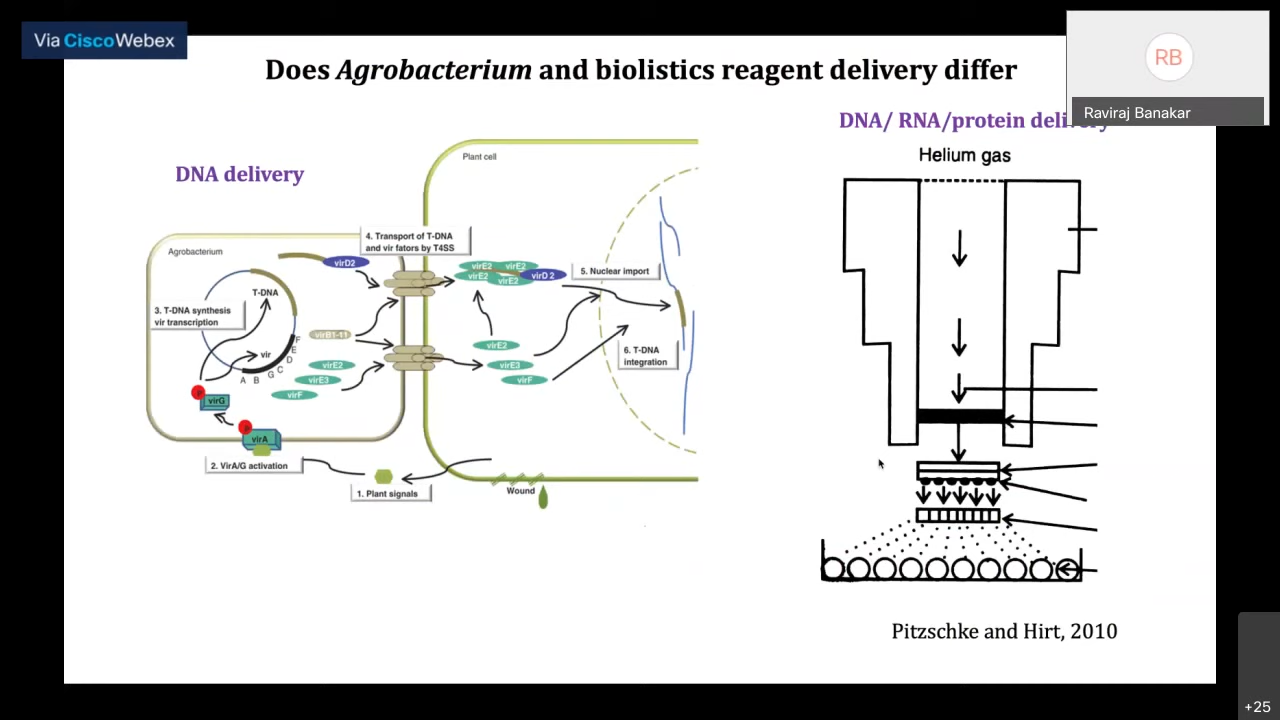 Via CiscoWebex
Does Agrobacterium and biolistics reagent delivery differ
RB
Raviraj Banakar
DNA/ RNA/protein delivery
Helium gas
DNA delivery
Plant cell
Agrobacterium
4. Transport of T-DNA
and vir fators by T4SS
virD2
virE2
virE2
virE2
virE2
virD 2
5. Nuclear import
T-DNA
3. T-DNA synthesis
vir transcription
virB1-11
vir
F
E
D
C
G
B
A
virE2
virE3
virF
virE2
virE3
virF
6. T-DNA
integration
P
virG
P
virA
2. VirA/G activation
1. Plant signals
Wound
Pitzschke and Hirt, 2010
+25